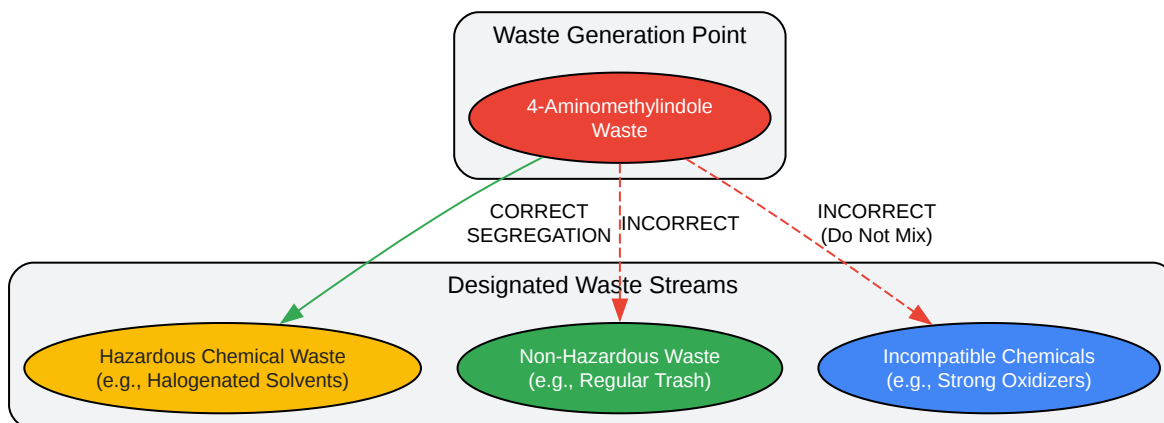 Waste Generation Point
4-Aminomethylindole
Waste
CORRECT
SEGREGATION
INCORRECT
INCORRECT
(Do Not Mix)
Designated Waste Streams
Hazardous Chemical Waste
(e.g., Halogenated Solvents)
Non-Hazardous Waste
(e.g., Regular Trash)
Incompatible Chemicals
(e.g., Strong Oxidizers)